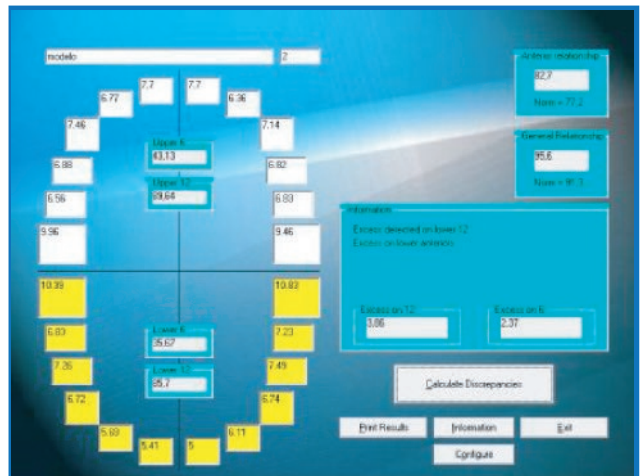 modelo 2
Anterior relationship
82,7
Norm = 77,2
7.7 7.7
6.77 6.36
7.46 7.14
Upper 6
43,13
General Relationship
95,6
Norm = 91,3
6.88 6.82
Upper 12
89,64
6.56 6.83
9.96 9.46
Information
Excess detected on lower 12
Excess on lower anteriors
10.39 10.83
Excess on 12 Excess on 6
3,86 2,37
6.83 7.23
Lower 6
35,67
7.26 7.49
Lower 12
85,7
Calculate Discrepancies
6.72 6.74
5.69 6.11
5.41 5
Print Results Information Exit
Configure